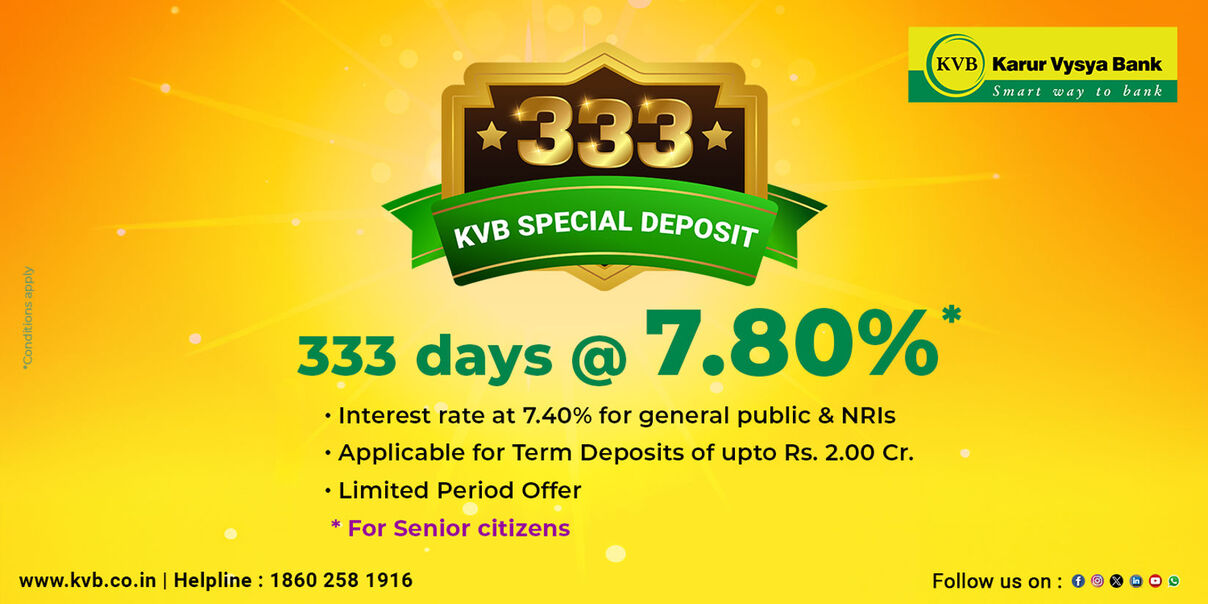 KVB Karur Vysya Bank
Smart way to bank
333
KVB SPECIAL DEPOSIT
333 days @ 7.80%*
• Interest rate at 7.40% for general public & NRIs
• Applicable for Term Deposits of upto Rs. 2.00 Cr.
• Limited Period Offer
* For Senior citizens
*Conditions apply
www.kvb.co.in | Helpline : 1860 258 1916
Follow us on :